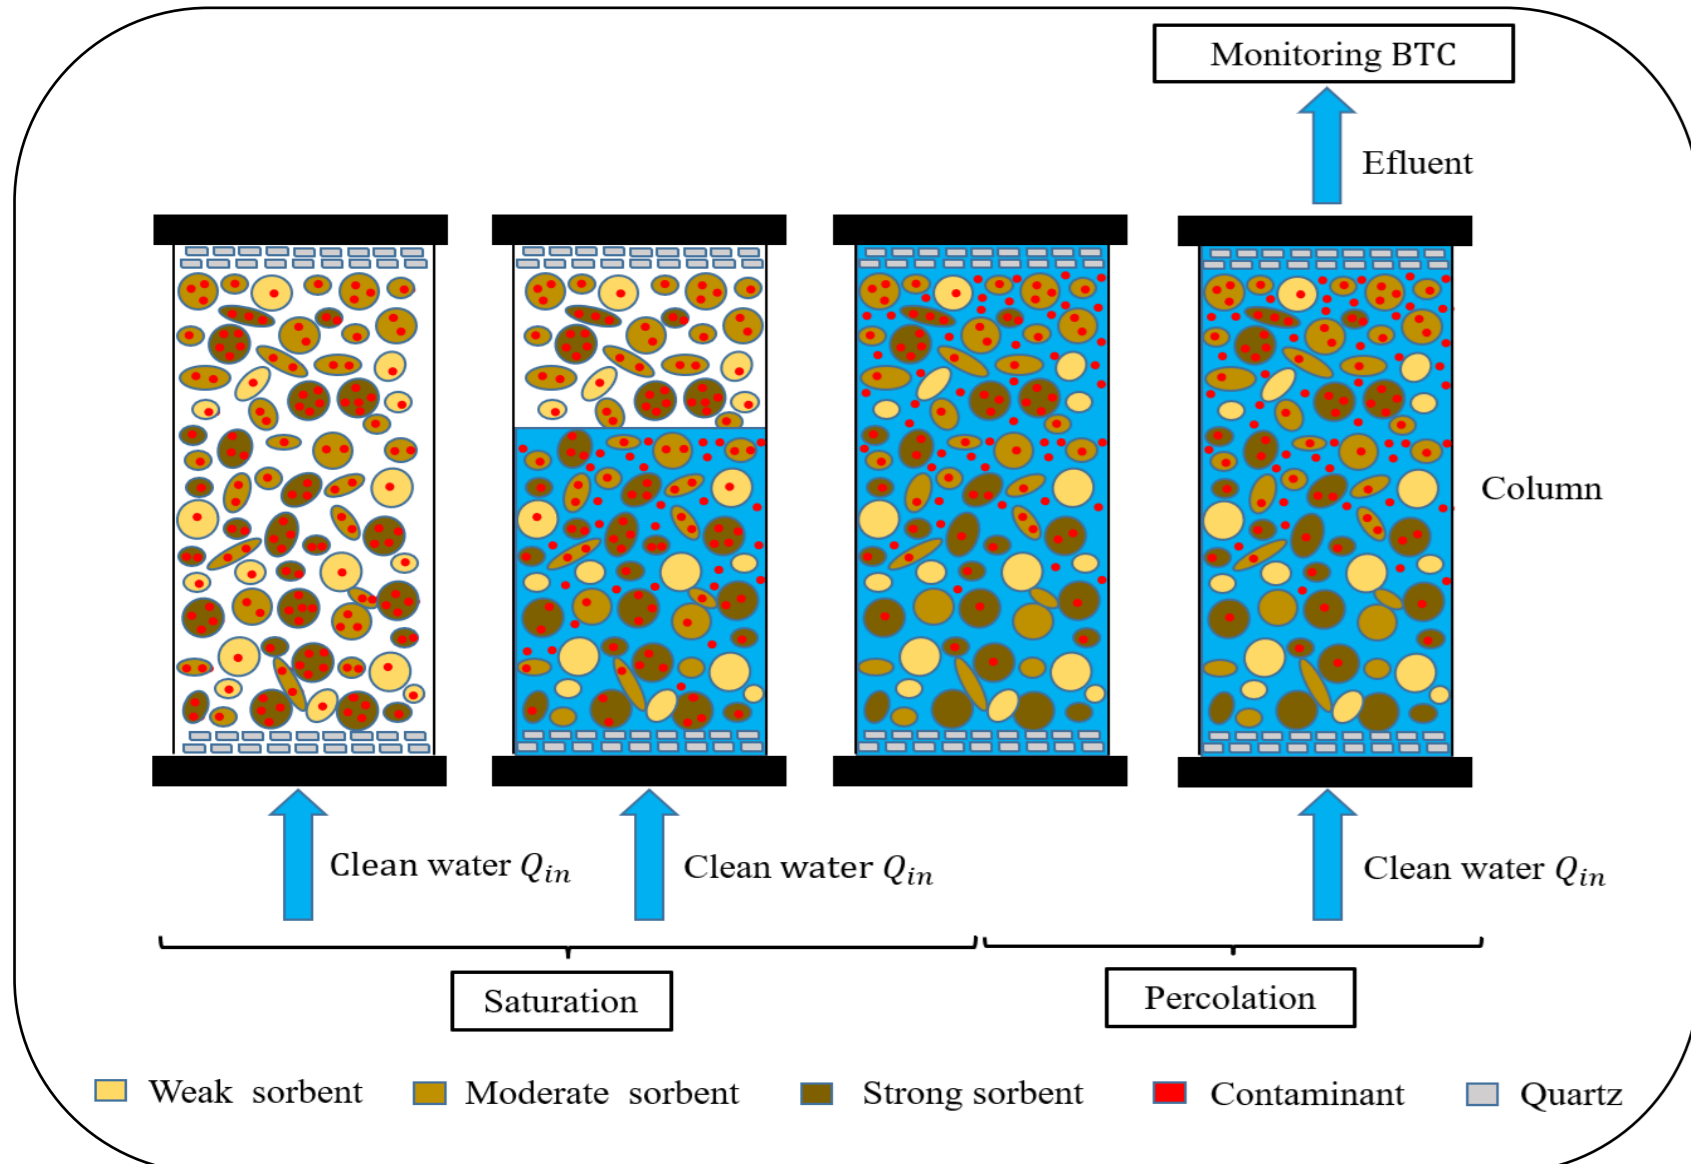 Monitoring BTC
Efluent
Column
Clean water Q_in
Clean water Q_in
Clean water Q_in
Saturation
Percolation
Weak sorbent
Moderate sorbent
Strong sorbent
Contaminant
Quartz